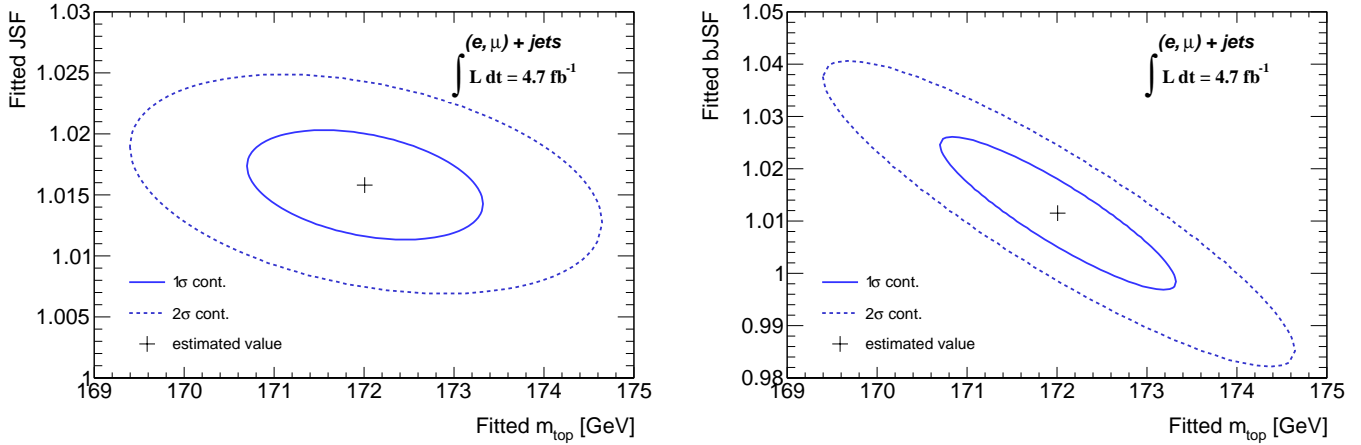 Fitted JSF
1.03
1.025
1.02
1.015
1.01
1.005
1
(e, μ) + jets
∫ L dt = 4.7 fb⁻¹
1σ cont.
2σ cont.
estimated value
169 170 171 172 173 174 175
Fitted m_top [GeV]
Fitted bJSF
1.05
1.04
1.03
1.02
1.01
1
0.99
0.98
(e, μ) + jets
∫ L dt = 4.7 fb⁻¹
1σ cont.
2σ cont.
estimated value
169 170 171 172 173 174 175
Fitted m_top [GeV]